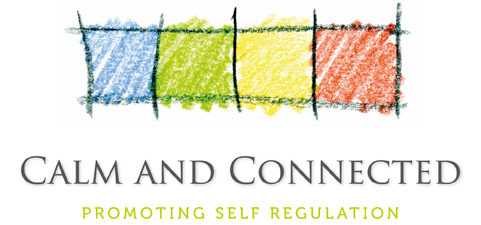 CALM AND CONNECTED
PROMOTING SELF REGULATION